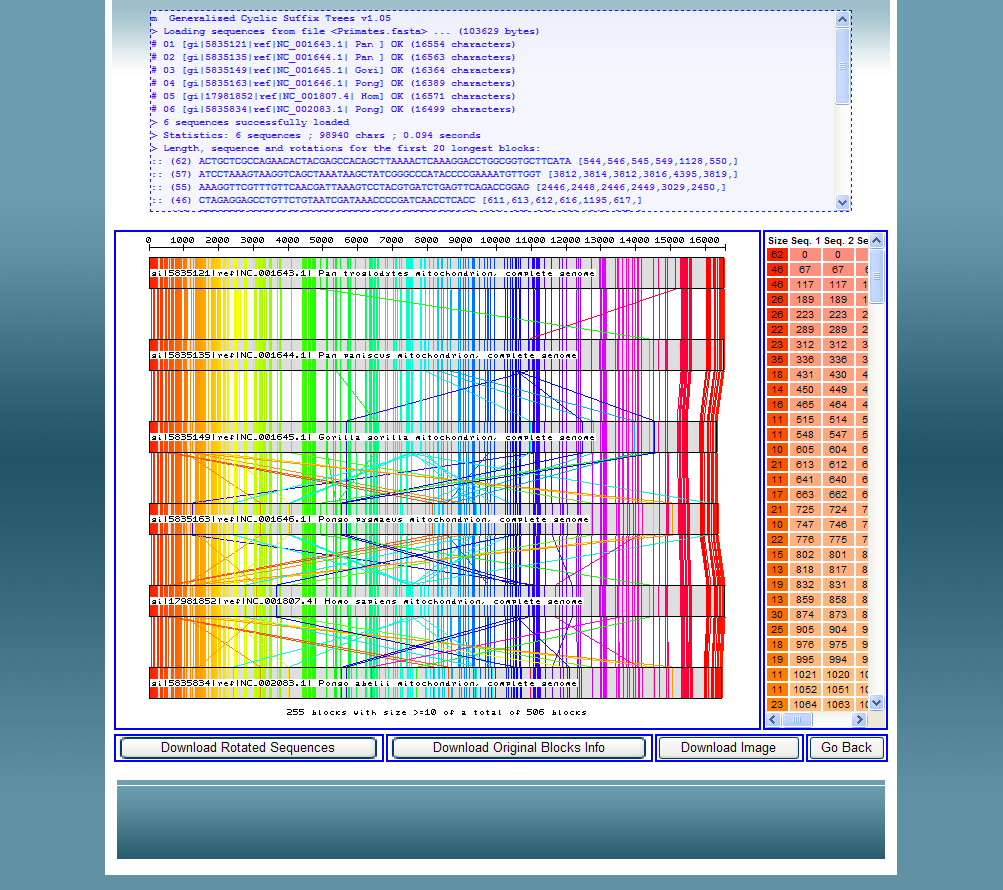 m  Generalized Cyclic Suffix Trees v1.05
> Loading sequences from file <Primates.fasta> ... (103629 bytes)
# 01 [gi|5835121|ref|NC_001643.1| Pan ] OK (16554 characters)
# 02 [gi|5835135|ref|NC_001644.1| Pan ] OK (16563 characters)
# 03 [gi|5835149|ref|NC_001645.1| Gori] OK (16364 characters)
# 04 [gi|5835163|ref|NC_001646.1| Pong] OK (16389 characters)
# 05 [gi|17981852|ref|NC_001807.4| Hom] OK (16571 characters)
# 06 [gi|5835834|ref|NC_002083.1| Pong] OK (16499 characters)
> 6 sequences successfully loaded
> Statistics: 6 sequences ; 98940 chars ; 0.094 seconds
> Length, sequence and rotations for the first 20 longest blocks:
:: (62) ACTGCTCGCCAGAACACTACGAGCCACAGCTTAAAACTCAAAGGACCTGGCGGTGCTTCATA [544,546,545,549,1128,550,]
:: (57) ATCCTAAAGTAAGGTCAGCTAAATAAGCTATCGGGCCCATACCCCGAAAATGTTGGT [3812,3814,3812,3816,4395,3819,]
:: (55) AAAGGTTCGTTTGTTCAACGATTAAAGTCCTACGTGATCTGAGTTCAGACCGGAG [2446,2448,2446,2449,3029,2450,]
:: (46) CTAGAGGAGCCTGTTCTGTAATCGATAAACCCCGATCAACCTCACC [611,613,612,616,1195,617,]
0 1000 2000 3000 4000 5000 6000 7000 8000 9000 10000 11000 12000 13000 14000 15000 16000
gi|5835121|ref|NC_001643.1| Pan troglodytes mitochondrion, complete genome
gi|5835135|ref|NC_001644.1| Pan paniscus mitochondrion, complete genome
gi|5835149|ref|NC_001645.1| Gorilla gorilla mitochondrion, complete genome
gi|5835163|ref|NC_001646.1| Pongo pygmaeus mitochondrion, complete genome
gi|17981852|ref|NC_001807.4| Homo sapiens mitochondrion, complete genome
gi|5835834|ref|NC_002083.1| Pongo abelii mitochondrion, complete genome
255 blocks with size >=10 of a total of 506 blocks
Size Seq. 1 Seq. 2 Se
62 0 0
46 67 67 6
46 117 117 1
26 189 189 1
26 223 223 2
22 289 289 2
23 312 312 3
35 336 336 3
18 431 430 4
14 450 449 4
16 465 464 4
11 515 514 5
11 548 547 5
10 605 604 6
21 613 612 6
11 641 640 6
17 663 662 6
21 725 724 7
10 747 746 7
22 776 775 7
15 802 801 8
13 818 817 8
19 832 831 8
13 859 858 8
30 874 873 8
25 905 904 9
18 976 975 9
19 995 994 9
11 1021 1020 10
11 1052 1051 10
23 1064 1063 10
Download Rotated Sequences
Download Original Blocks Info
Download Image
Go Back